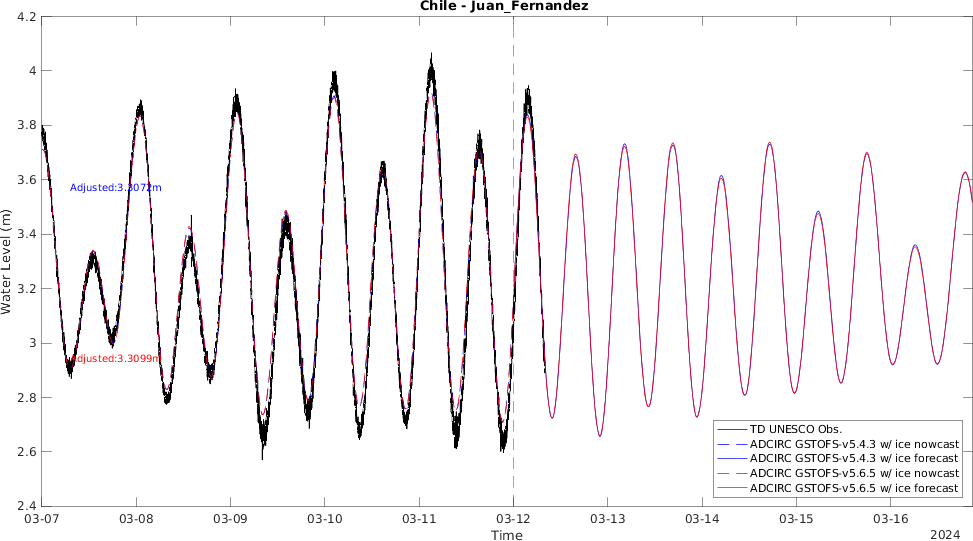 Chile - Juan_Fernandez
4.2
4
3.8
3.6
3.4
3.2
3
2.8
2.6
2.4
Water Level (m)
Adjusted:3.3072m
Adjusted:3.3099m
TD UNESCO Obs.
ADCIRC GSTOFS-v5.4.3 w/ ice nowcast
ADCIRC GSTOFS-v5.4.3 w/ ice forecast
ADCIRC GSTOFS-v5.6.5 w/ ice nowcast
ADCIRC GSTOFS-v5.6.5 w/ ice forecast
03-07 03-08 03-09 03-10 03-11 03-12 03-13 03-14 03-15 03-16
Time
2024